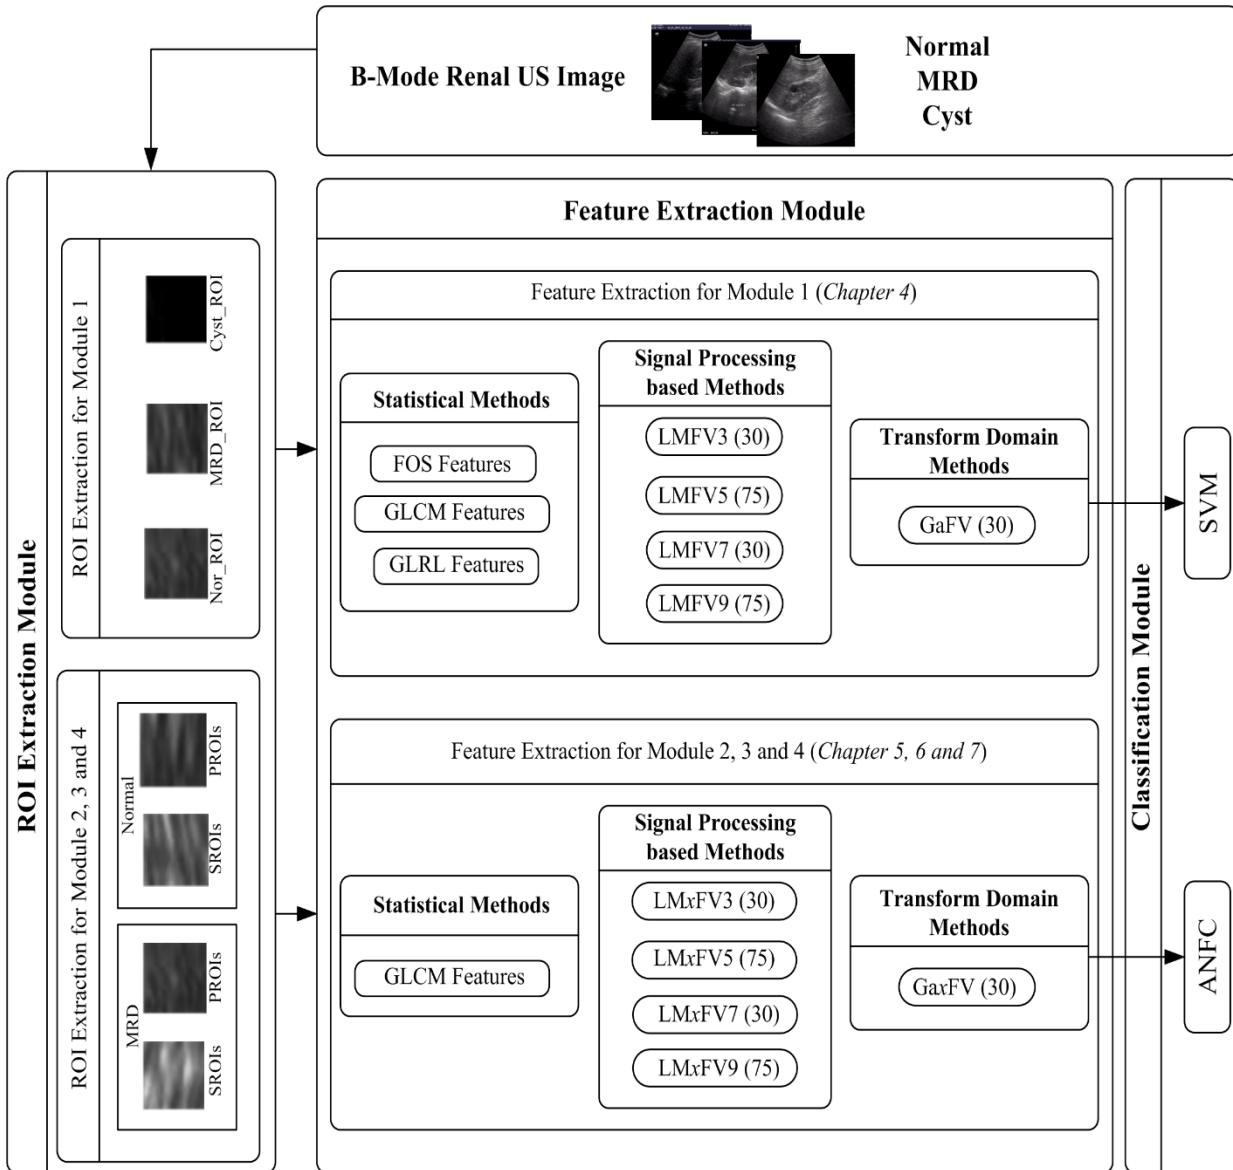 B-Mode Renal US Image
Normal
MRD
Cyst
ROI Extraction Module
ROI Extraction for Module 1
Cyst_ROI
MRD_ROI
Nor_ROI
ROI Extraction for Module 2, 3 and 4
Normal
PROIs
SROIs
MRD
PROIs
SROIs
Feature Extraction Module
Feature Extraction for Module 1 (Chapter 4)
Statistical Methods
FOS Features
GLCM Features
GLRL Features
Signal Processing
based Methods
LMFV3 (30)
LMFV5 (75)
LMFV7 (30)
LMFV9 (75)
Transform Domain
Methods
GaFV (30)
Feature Extraction for Module 2, 3 and 4 (Chapter 5, 6 and 7)
Statistical Methods
GLCM Features
Signal Processing
based Methods
LMxFV3 (30)
LMxFV5 (75)
LMxFV7 (30)
LMxFV9 (75)
Transform Domain
Methods
GaxFV (30)
Classification Module
SVM
ANFC